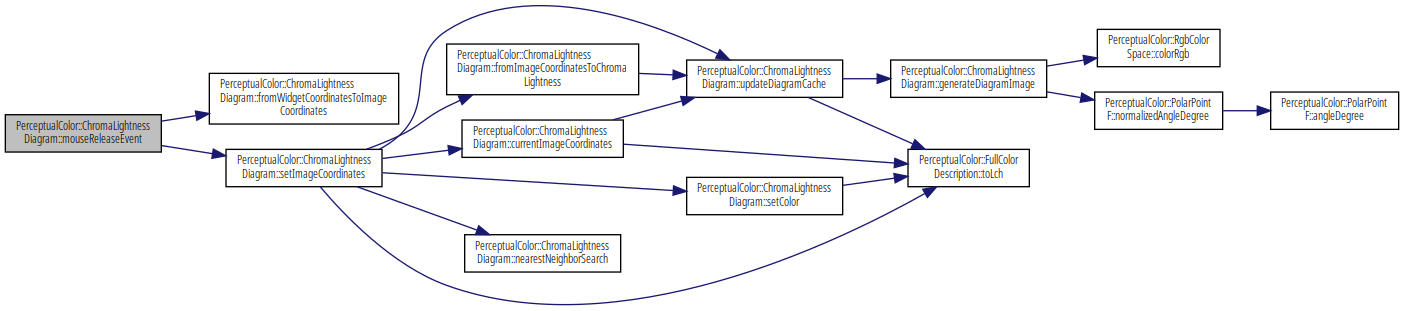 PerceptualColor::ChromaLightness
Diagram::mouseReleaseEvent
PerceptualColor::ChromaLightness
Diagram::fromWidgetCoordinatesToImage
Coordinates
PerceptualColor::ChromaLightness
Diagram::setImageCoordinates
PerceptualColor::ChromaLightness
Diagram::fromImageCoordinatesToChroma
Lightness
PerceptualColor::ChromaLightness
Diagram::currentImageCoordinates
PerceptualColor::ChromaLightness
Diagram::nearestNeighborSearch
PerceptualColor::ChromaLightness
Diagram::updateDiagramCache
PerceptualColor::ChromaLightness
Diagram::setColor
PerceptualColor::ChromaLightness
Diagram::generateDiagramImage
PerceptualColor::FullColor
Description::toLch
PerceptualColor::RgbColor
Space::colorRgb
PerceptualColor::PolarPoint
F::normalizedAngleDegree
PerceptualColor::PolarPoint
F::angleDegree